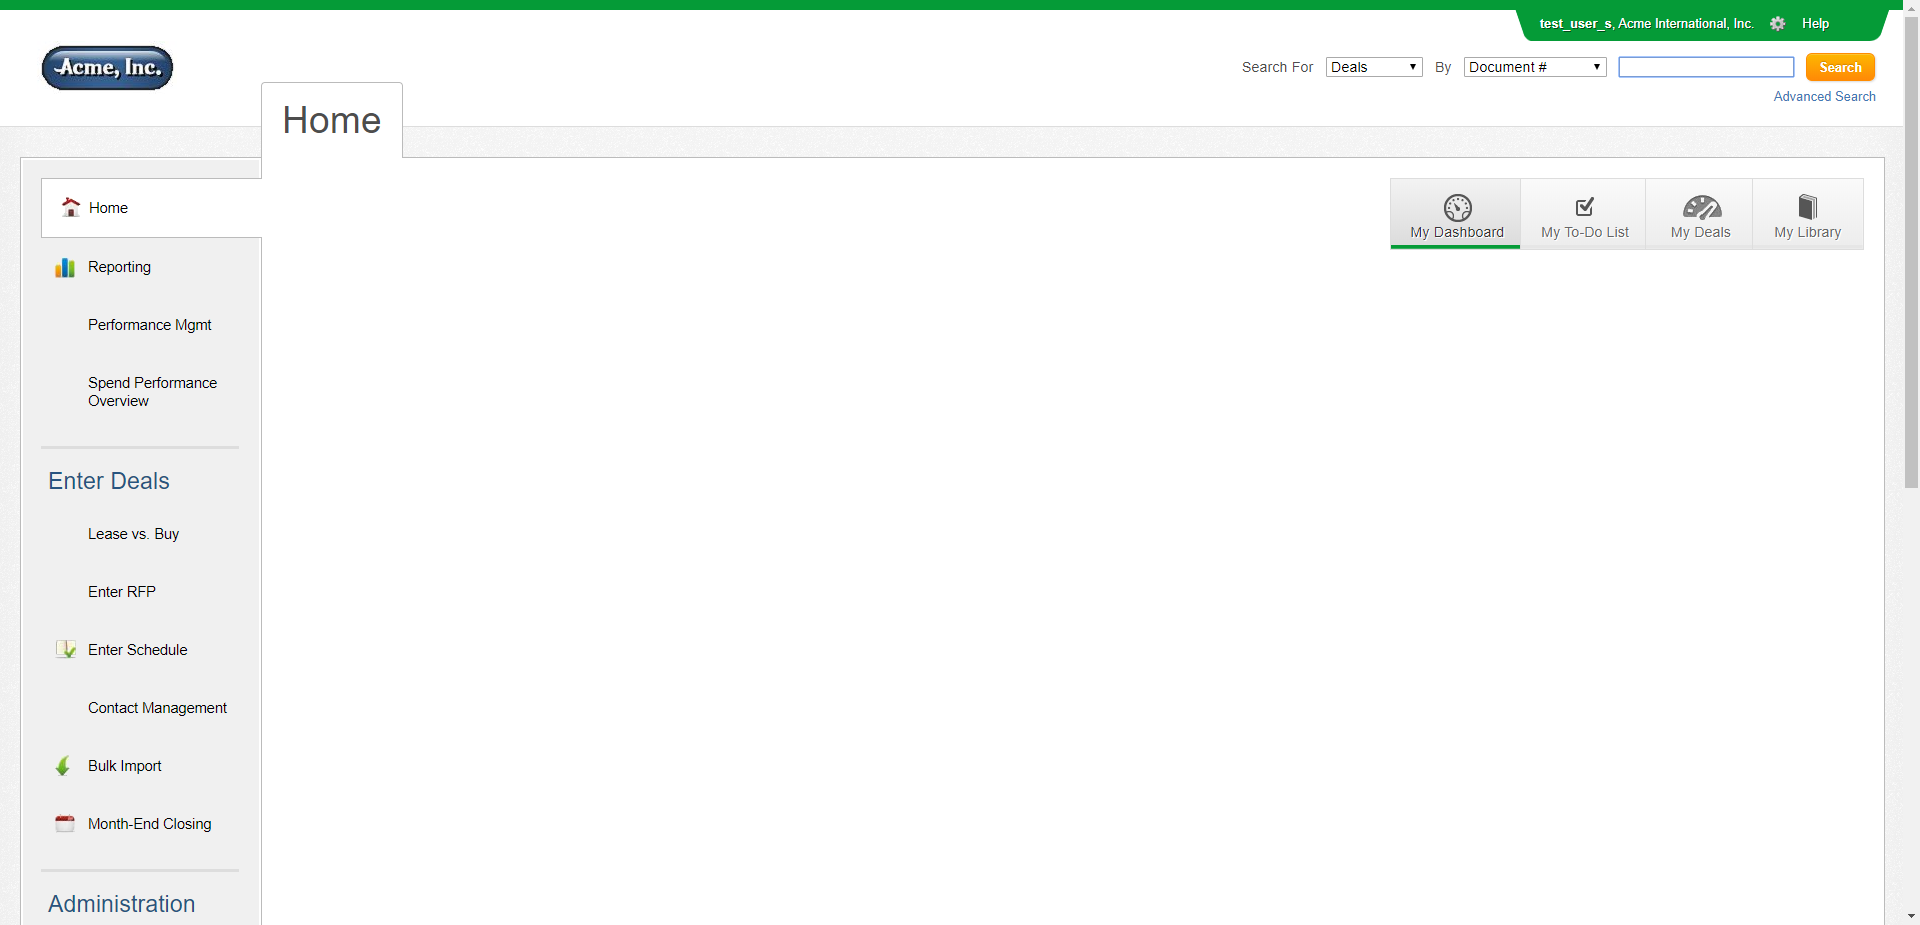 test_user_s, Acme International, Inc. Help
Acme, Inc.
Search For Deals By Document # Search
Advanced Search
Home
Home
My Dashboard My To-Do List My Deals My Library
Reporting
Performance Mgmt
Spend Performance
Overview
Enter Deals
Lease vs. Buy
Enter RFP
Enter Schedule
Contact Management
Bulk Import
Month-End Closing
Administration